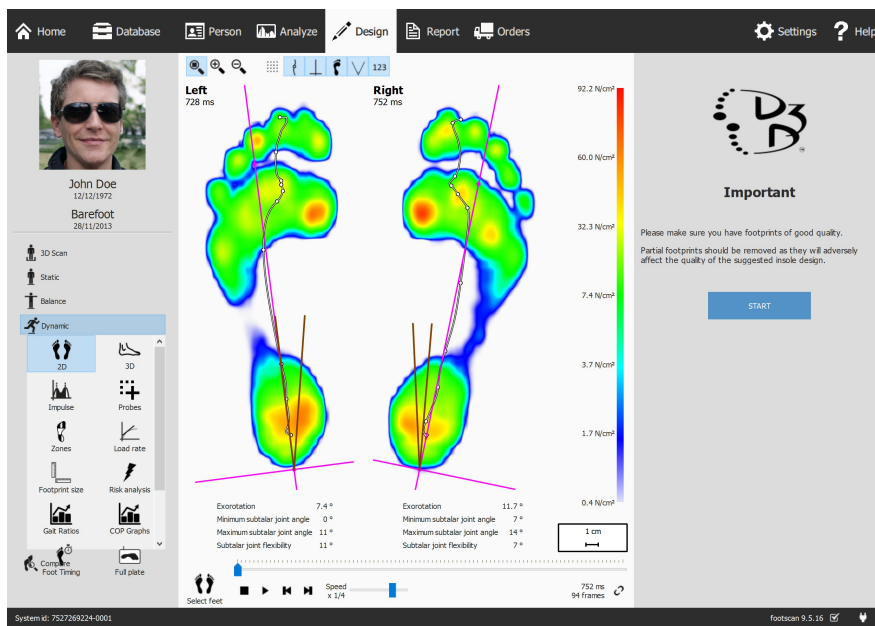 Home
Database
Person
Analyze
Design
Report
Orders
Settings
Help
John Doe
12/12/1972
Barefoot
28/11/2013
3D Scan
Static
Balance
Dynamic
2D
3D
Impulse
Probes
Zones
Load rate
Footprint size
Risk analysis
Gait Ratios
COP Graphs
Compare
Foot Timing
Full plate
123
Left
728 ms
Right
752 ms
92.2 N/cm²
60.0 N/cm²
32.3 N/cm²
7.4 N/cm²
3.7 N/cm²
1.7 N/cm²
0.4 N/cm²
Exorotation 7.4 °
Minimum subtalar joint angle 0 °
Maximum subtalar joint angle 11 °
Subtalar joint flexibility 11 °
Exorotation 11.7 °
Minimum subtalar joint angle 7 °
Maximum subtalar joint angle 14 °
Subtalar joint flexibility 7 °
1 cm
Select feet
Speed
x 1/4
752 ms
94 frames
D3D
Important
Please make sure you have footprints of good quality.
Partial footprints should be removed as they will adversely
affect the quality of the suggested insole design.
START
System id: 7527269224-0001
footscan 9.5.16